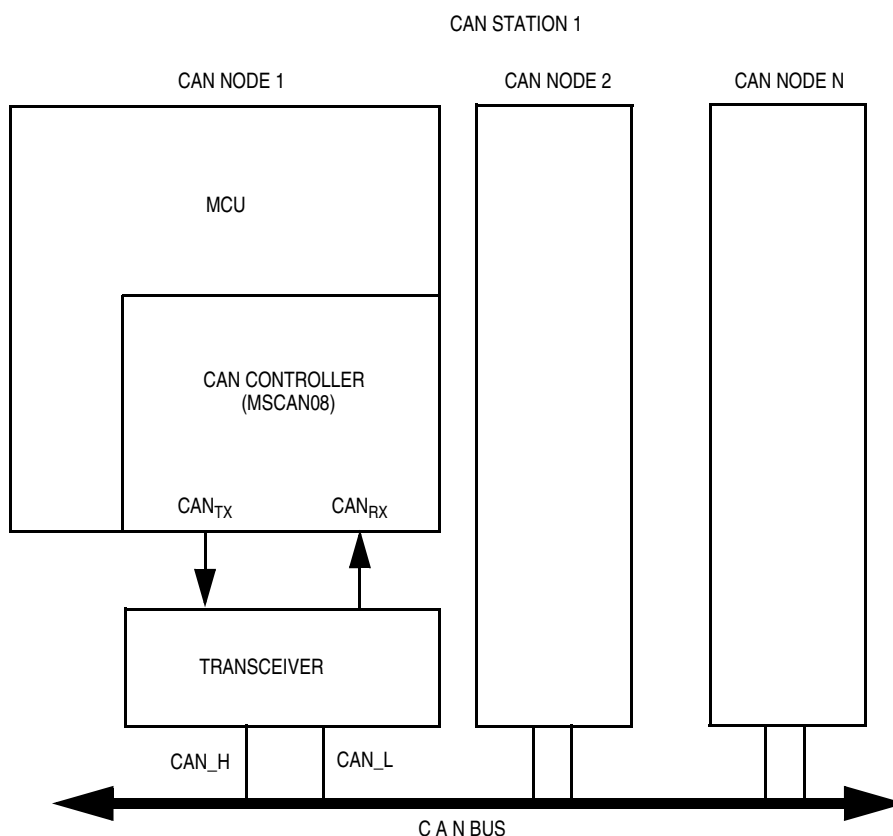 CAN STATION 1
CAN NODE 1
CAN NODE 2
CAN NODE N
MCU
CAN CONTROLLER
(MSCAN08)
CANTX
CANRX
TRANSCEIVER
CAN_H
CAN_L
C A N BUS